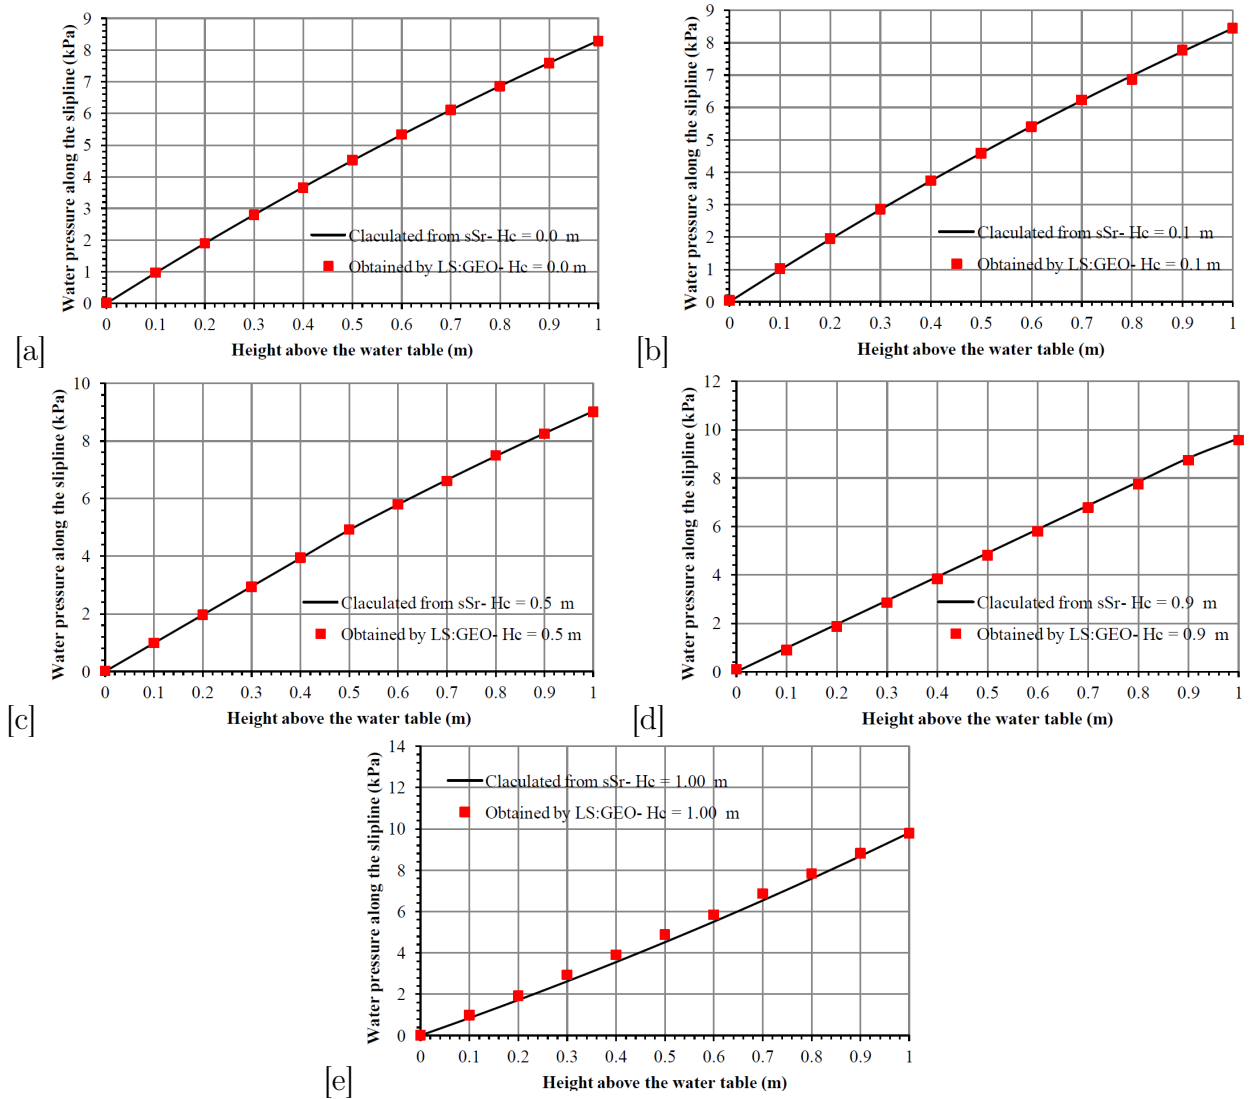 Water pressure along the slipline (kPa)
9
8
7
6
5
4
3
2
1
0
Claculated from sSr- Hc = 0.0 m
Obtained by LS:GEO- Hc = 0.0 m
0 0.1 0.2 0.3 0.4 0.5 0.6 0.7 0.8 0.9 1
Height above the water table (m)
[a]
Water pressure along the slipline (kPa)
9
8
7
6
5
4
3
2
1
0
Claculated from sSr- Hc = 0.1 m
Obtained by LS:GEO- Hc = 0.1 m
0 0.1 0.2 0.3 0.4 0.5 0.6 0.7 0.8 0.9 1
Height above the water table (m)
[b]
Water pressure along the slipline (kPa)
10
8
6
4
2
0
Claculated from sSr- Hc = 0.5 m
Obtained by LS:GEO- Hc = 0.5 m
0 0.1 0.2 0.3 0.4 0.5 0.6 0.7 0.8 0.9 1
Height above the water table (m)
[c]
Water pressure along the slipline (kPa)
12
10
8
6
4
2
0
Claculated from sSr- Hc = 0.9 m
Obtained by LS:GEO- Hc = 0.9 m
0 0.1 0.2 0.3 0.4 0.5 0.6 0.7 0.8 0.9 1
Height above the water table (m)
[d]
Water pressure along the slipline (kPa)
14
12
10
8
6
4
2
0
Claculated from sSr- Hc = 1.00 m
Obtained by LS:GEO- Hc = 1.00 m
0 0.1 0.2 0.3 0.4 0.5 0.6 0.7 0.8 0.9 1
Height above the water table (m)
[e]